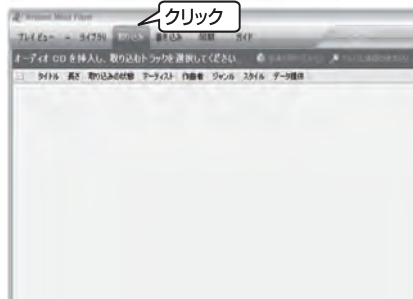 クリック
Windows Media Player
プレイ ビュー ライブラリ 取り込み 書き込み 同期 ガイド
オーディオ CD を挿入し、取り込むトラックを選択してください。
タイトル 長さ 取り込みの状態 アーティスト 作曲者 ジャンル スタイル データ提供